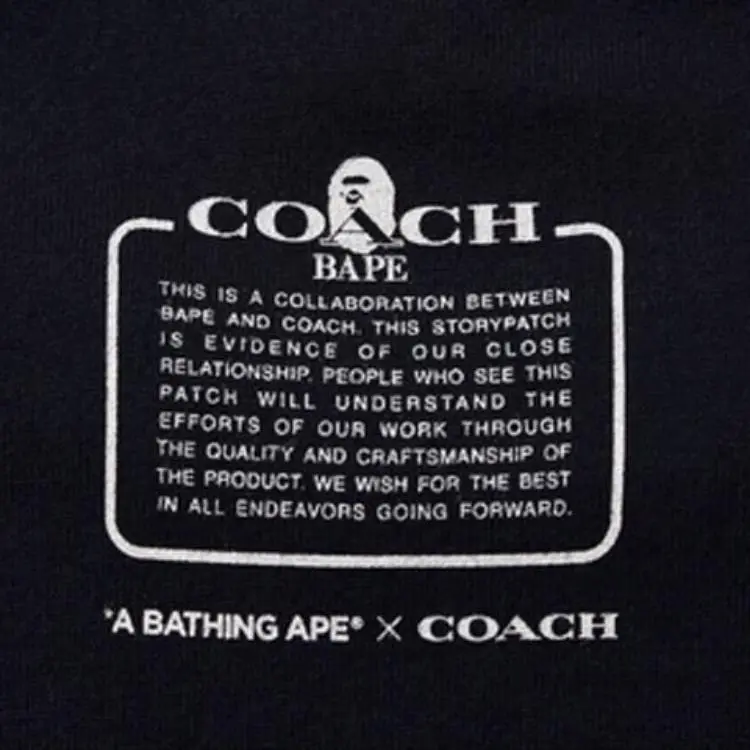 COACH
BAPE
THIS IS A COLLABORATION BETWEEN
BAPE AND COACH. THIS STORYPATCH
IS EVIDENCE OF OUR CLOSE
RELATIONSHIP. PEOPLE WHO SEE THIS
PATCH WILL UNDERSTAND THE
EFFORTS OF OUR WORK THROUGH
THE QUALITY AND CRAFTSMANSHIP OF
THE PRODUCT. WE WISH FOR THE BEST
IN ALL ENDEAVORS GOING FORWARD.
"A BATHING APE® X COACH